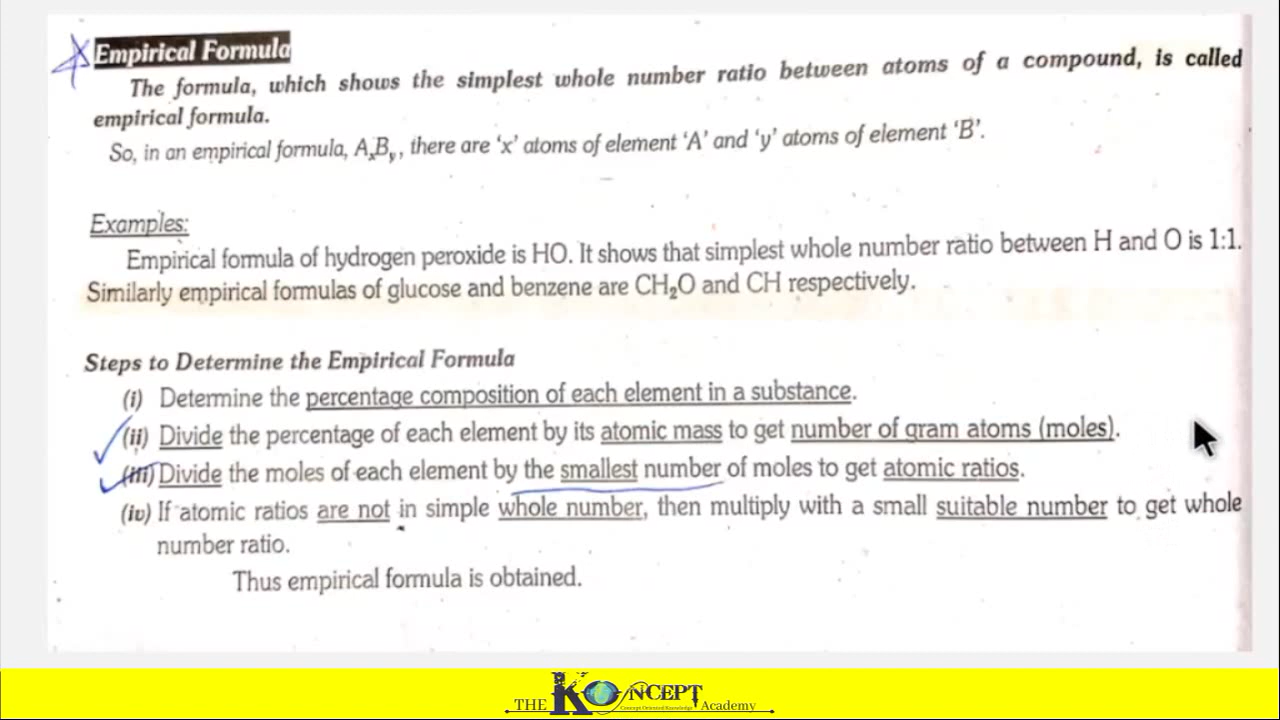 Empirical Formula
The formula, which shows the simplest whole number ratio between atoms of a compound, is called
empirical formula.
So, in an empirical formula, AₓBᵧ, there are ‘x’ atoms of element ‘A’ and ‘y’ atoms of element ‘B’.
Examples:
Empirical formula of hydrogen peroxide is HO. It shows that simplest whole number ratio between H and O is 1:1.
Similarly empirical formulas of glucose and benzene are CH₂O and CH respectively.
Steps to Determine the Empirical Formula
(i) Determine the percentage composition of each element in a substance.
(ii) Divide the percentage of each element by its atomic mass to get number of gram atoms (moles).
(iii) Divide the moles of each element by the smallest number of moles to get atomic ratios.
(iv) If atomic ratios are not in simple whole number, then multiply with a small suitable number to get whole
number ratio.
Thus empirical formula is obtained.
THE KONCEPT Academy
Concept Oriented Knowledge